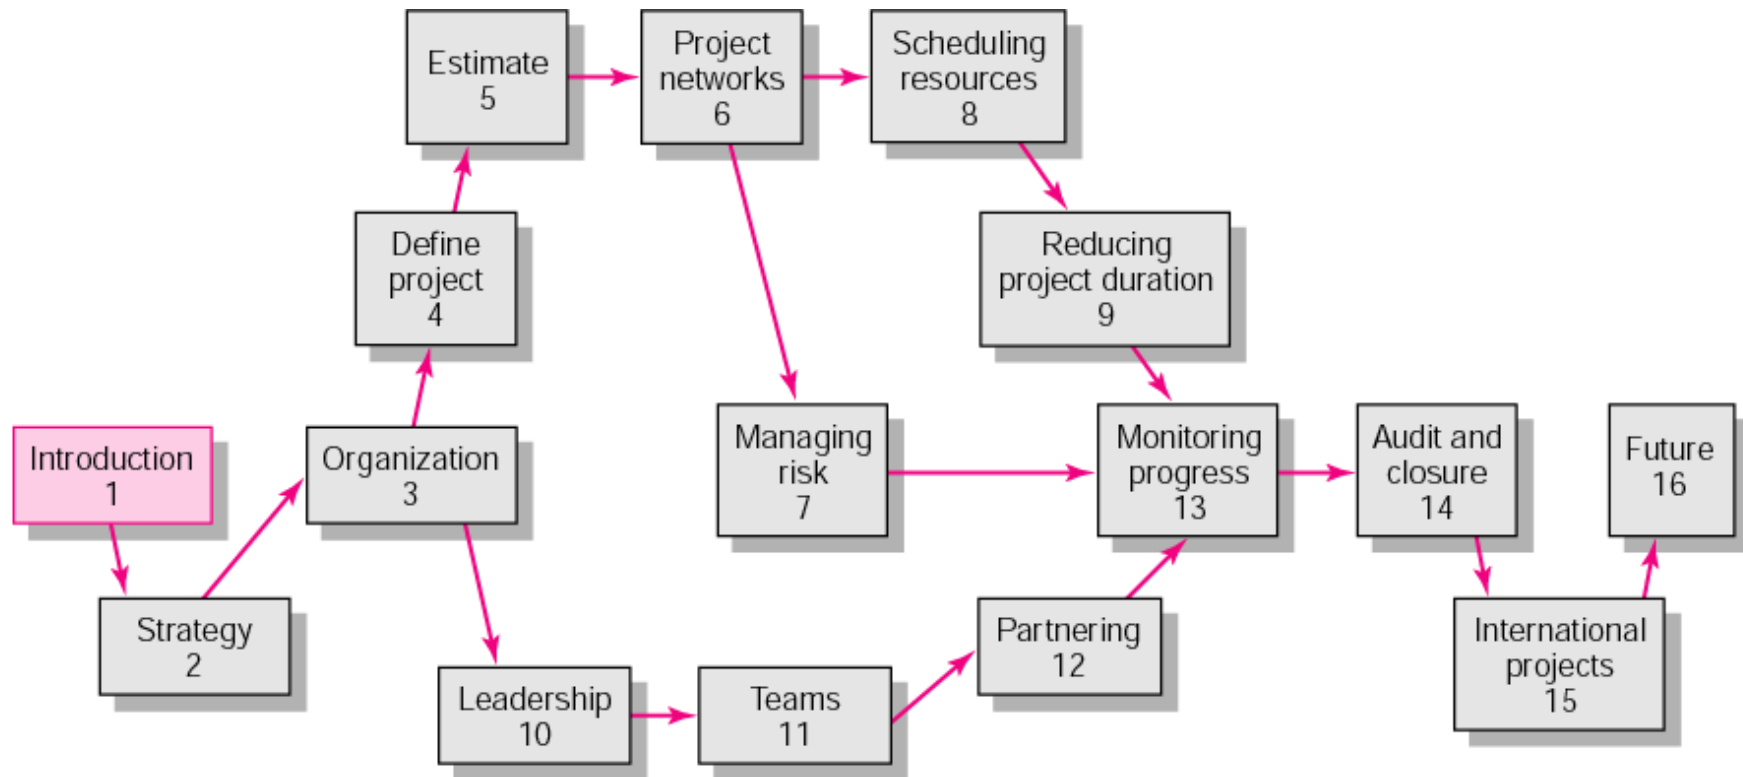 Estimate
5
Project
networks
6
Scheduling
resources
8
Define
project
4
Reducing
project duration
9
Introduction
1
Organization
3
Managing
risk
7
Monitoring
progress
13
Audit and
closure
14
Future
16
Strategy
2
Leadership
10
Teams
11
Partnering
12
International
projects
15